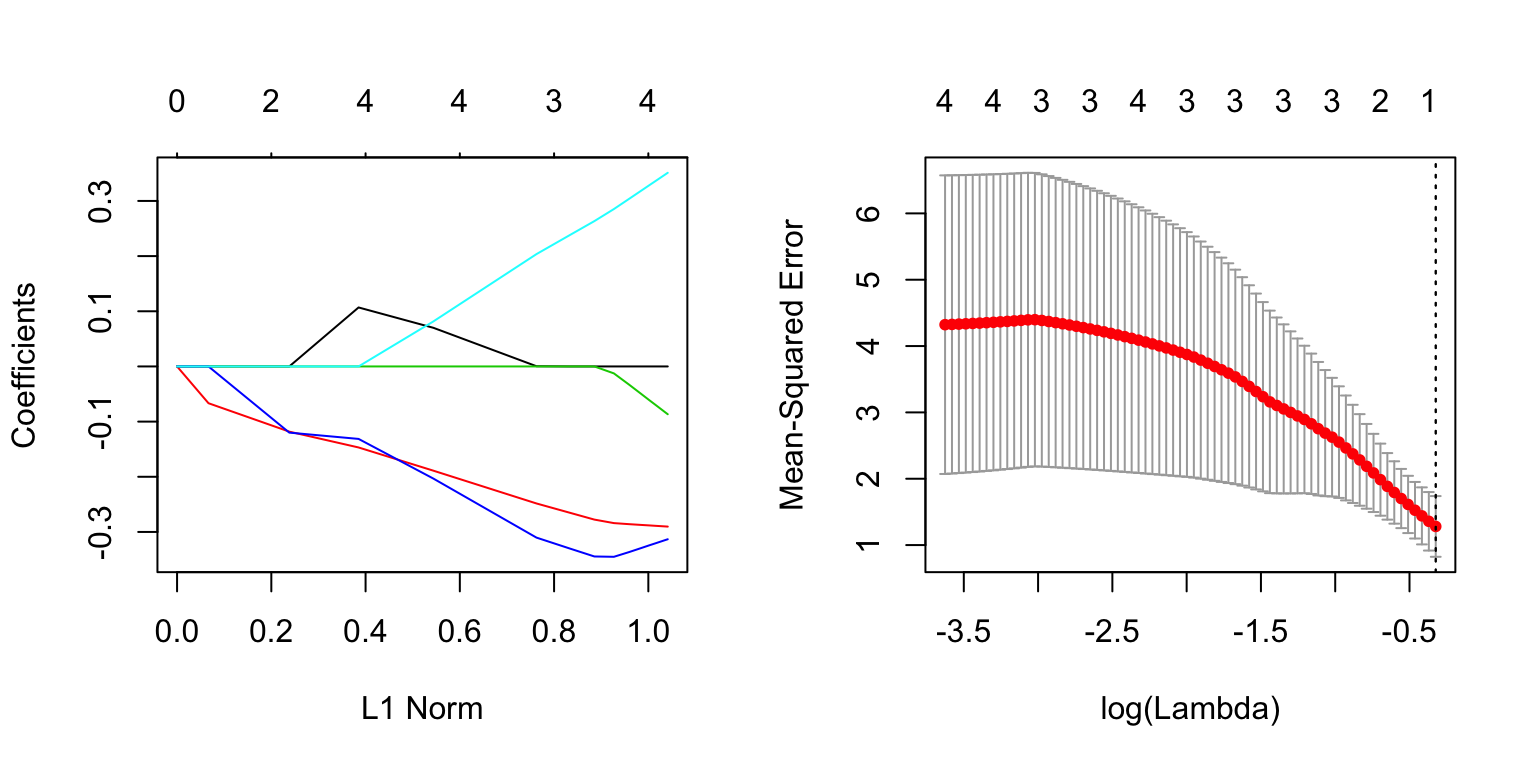 0 2 4 4 3 4
0.3
0.1
-0.1
-0.3
Coefficients
0.0 0.2 0.4 0.6 0.8 1.0
L1 Norm
4 4 3 3 4 3 3 3 3 2 1
6
5
4
3
2
1
Mean-Squared Error
-3.5 -2.5 -1.5 -0.5
log(Lambda)